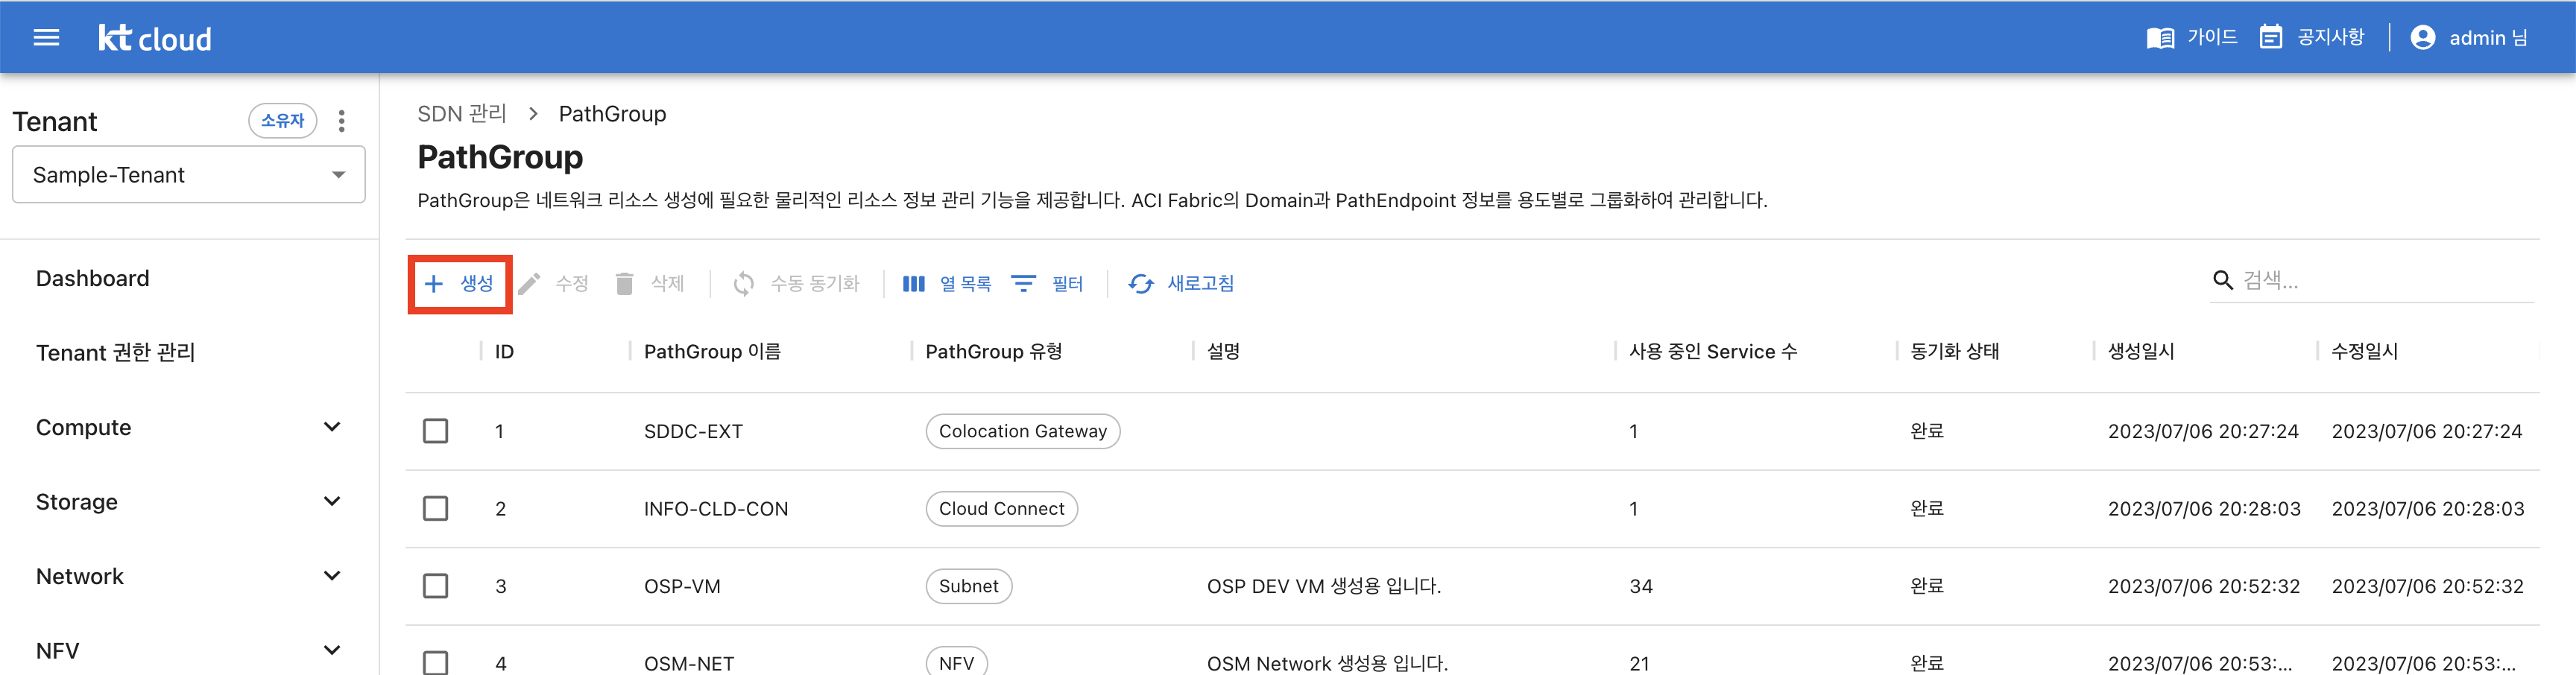 kt cloud
가이드
공지사항
admin 님
Tenant
소유자
Sample-Tenant
Dashboard
Tenant 권한 관리
Compute
Storage
Network
NFV
SDN 관리 > PathGroup
PathGroup
PathGroup은 네트워크 리소스 생성에 필요한 물리적인 리소스 정보 관리 기능을 제공합니다. ACI Fabric의 Domain과 PathEndpoint 정보를 용도별로 그룹화하여 관리합니다.
+ 생성 수정 삭제 수동 동기화 열 목록 필터 새로고침 검색...
ID PathGroup 이름 PathGroup 유형 설명 사용 중인 Service 수 동기화 상태 생성일시 수정일시
1 SDDC-EXT Colocation Gateway 1 완료 2023/07/06 20:27:24 2023/07/06 20:27:24
2 INFO-CLD-CON Cloud Connect 1 완료 2023/07/06 20:28:03 2023/07/06 20:28:03
3 OSP-VM Subnet OSP DEV VM 생성용 입니다. 34 완료 2023/07/06 20:52:32 2023/07/06 20:52:32
4 OSM-NET NFV OSM Network 생성용 입니다. 21 완료 2023/07/06 20:53:... 2023/07/06 20:53:...